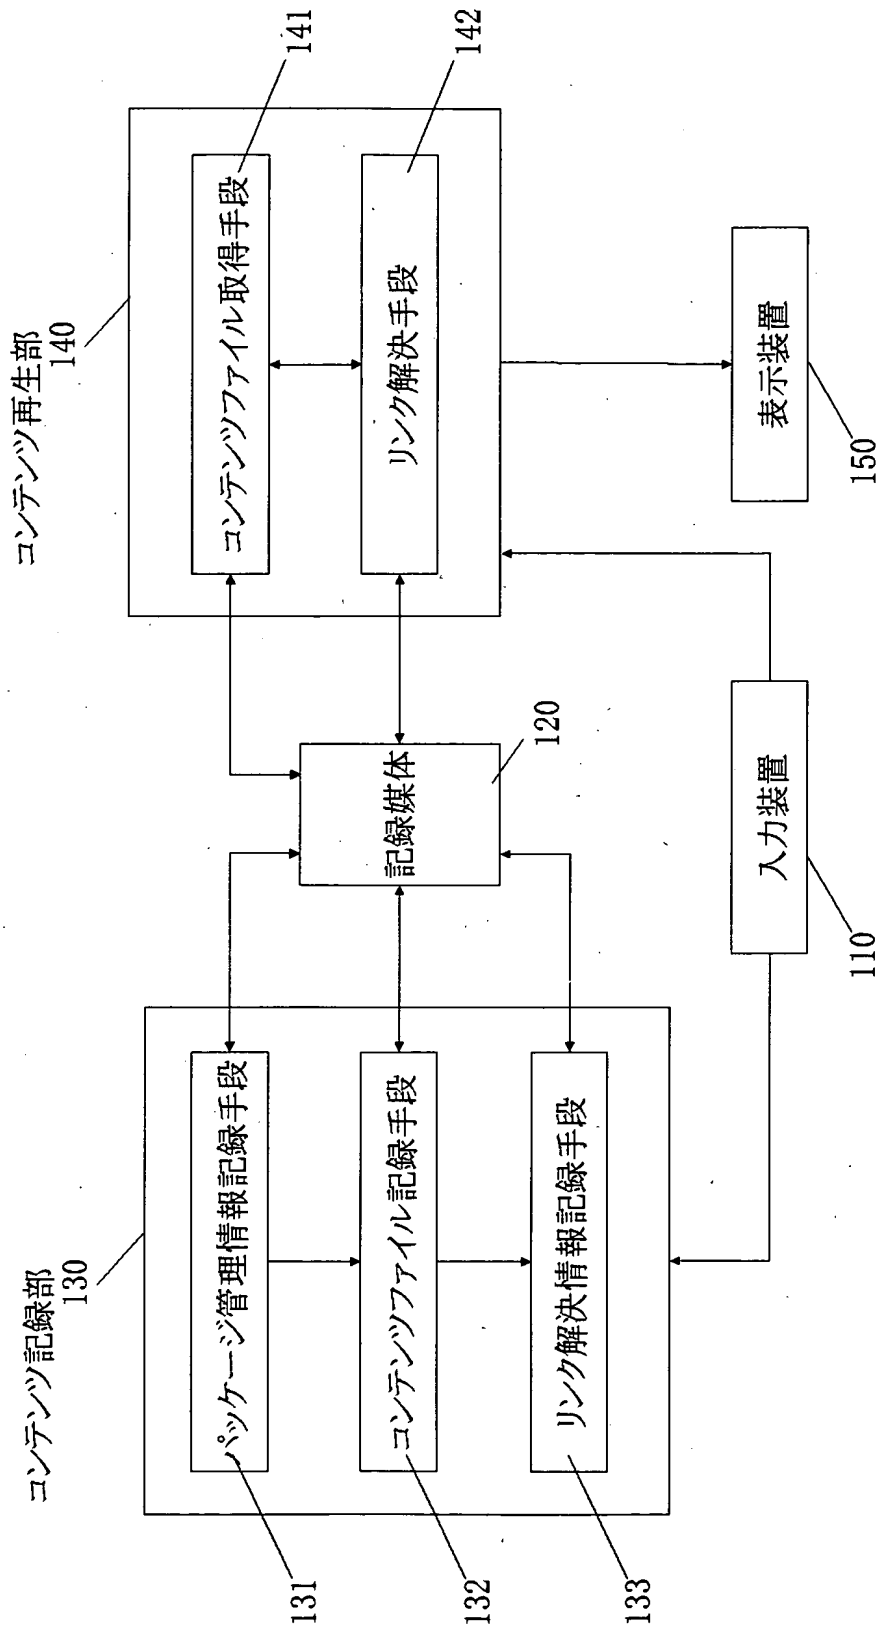 コンテンツ記録部
130
パッケージ管理情報記録手段
131
コンテンツファイル記録手段
132
リンク解決情報記録手段
133
記録媒体
120
コンテンツ再生部
140
コンテンツファイル取得手段
141
リンク解決手段
142
入力装置
110
表示装置
150